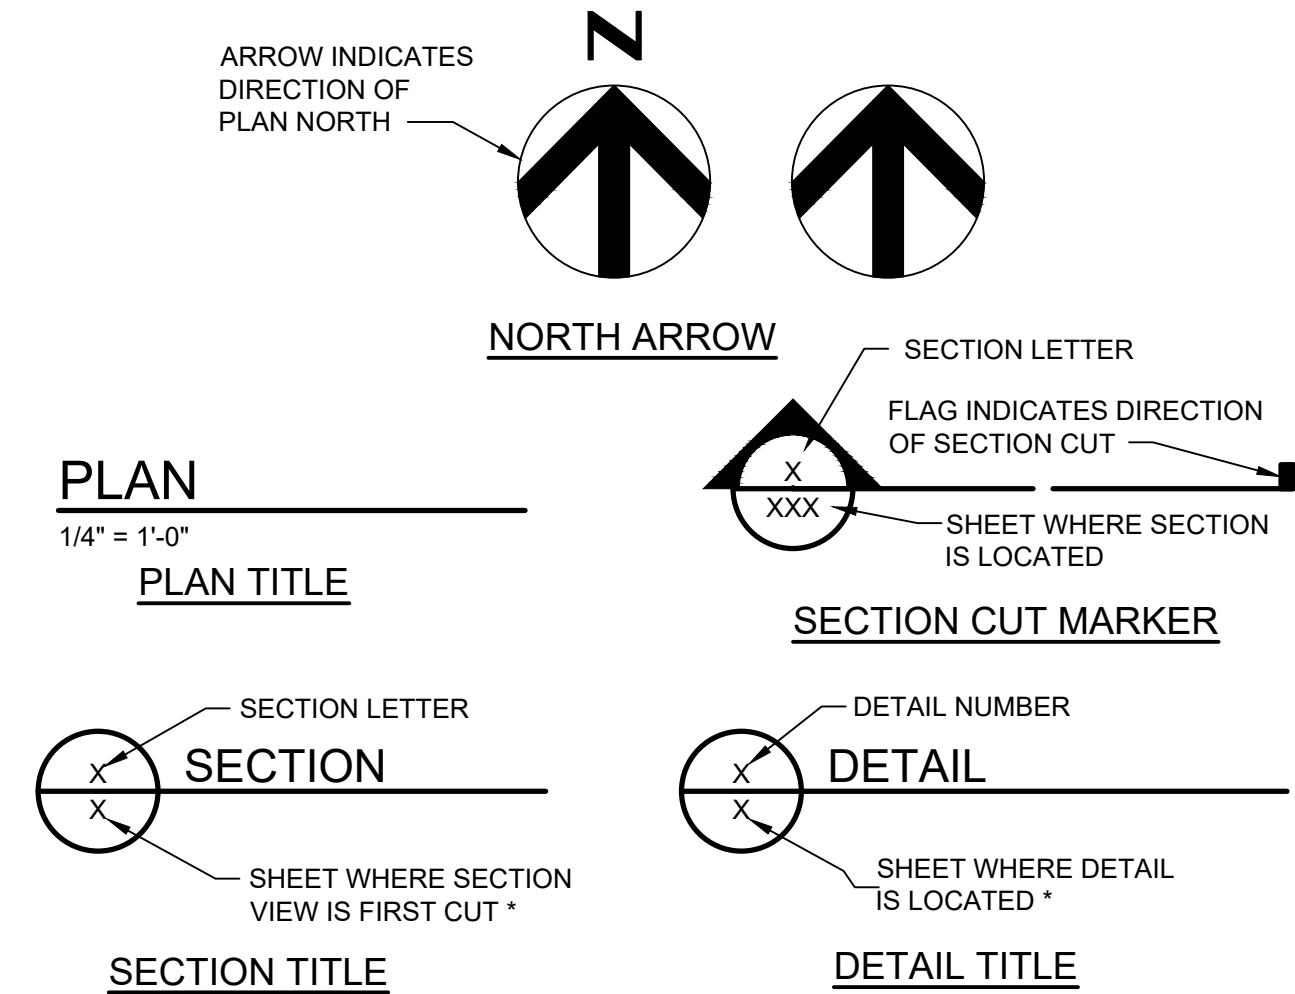 N
ARROW INDICATES
DIRECTION OF
PLAN NORTH
NORTH ARROW
SECTION LETTER
FLAG INDICATES DIRECTION
OF SECTION CUT
X
XXX
SHEET WHERE SECTION
IS LOCATED
SECTION CUT MARKER
PLAN
1/4" = 1'-0"
PLAN TITLE
SECTION LETTER
X
SECTION
X
SHEET WHERE SECTION
VIEW IS FIRST CUT *
SECTION TITLE
DETAIL NUMBER
X
DETAIL
X
SHEET WHERE DETAIL
IS LOCATED *
DETAIL TITLE